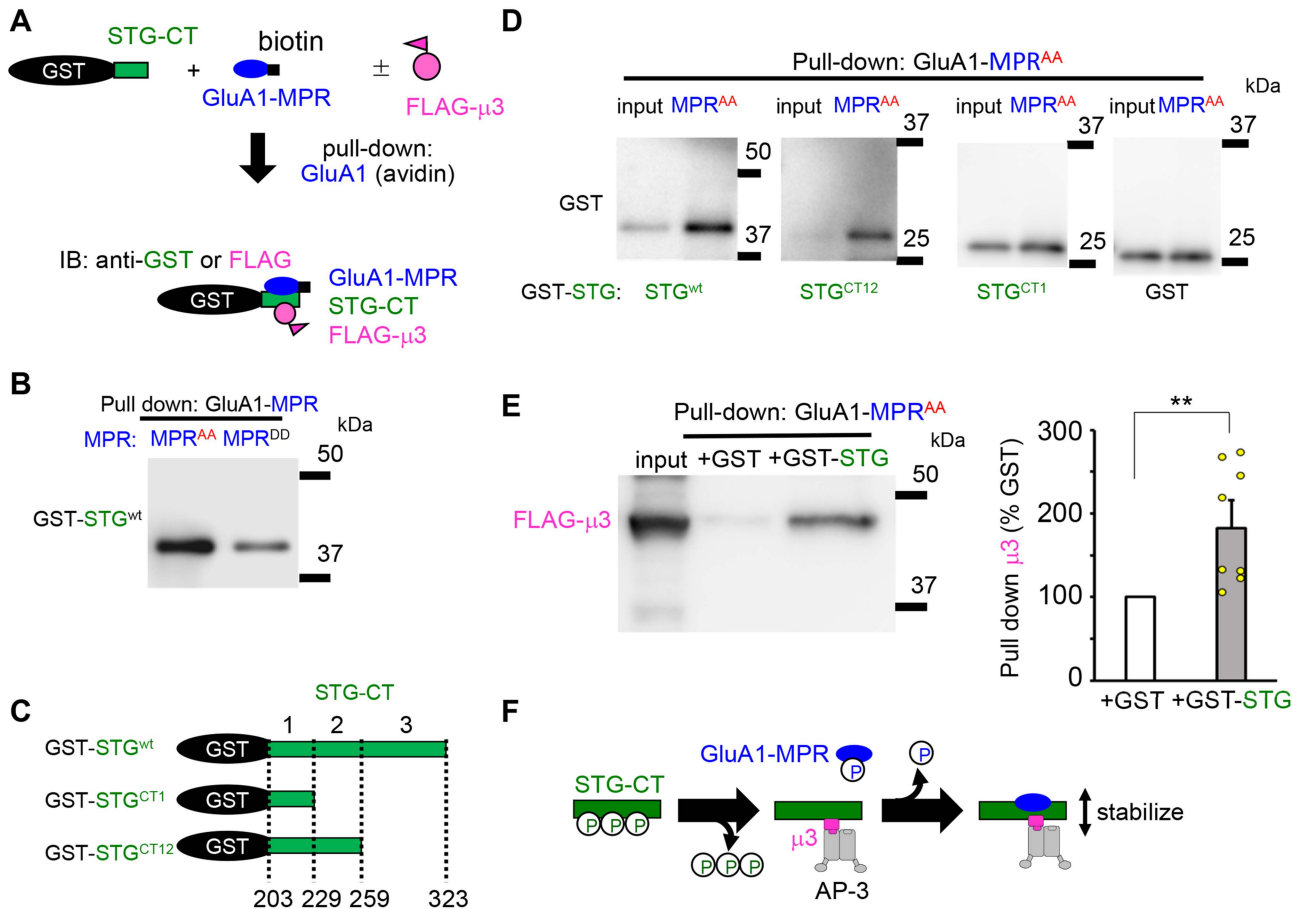 A
STG-CT
GST
+
biotin
GluA1-MPR
±
FLAG-μ3
pull-down:
GluA1 (avidin)
IB: anti-GST or FLAG
GST
GluA1-MPR
STG-CT
FLAG-μ3
B
Pull down: GluA1-MPR
MPR: MPRAA MPRDD
kDa
50
GST-STGwt
37
C
STG-CT
1 2 3
GST-STGwt GST
GST-STGCT1 GST
GST-STGCT12 GST
203 229 259 323
D
Pull-down: GluA1-MPRAA
kDa
input MPRAA input MPRAA input MPRAA input MPRAA
50 37 37 37
GST
37 25 25 25
GST-STG: STGwt STGCT12 STGCT1 GST
E
Pull-down: GluA1-MPRAA
kDa
input +GST +GST-STG
50
FLAG-μ3
37
**
Pull down μ3 (% GST)
300
200
100
0
+GST +GST-STG
F
GluA1-MPR
P
P
STG-CT
P P P
P P P
μ3
AP-3
stabilize